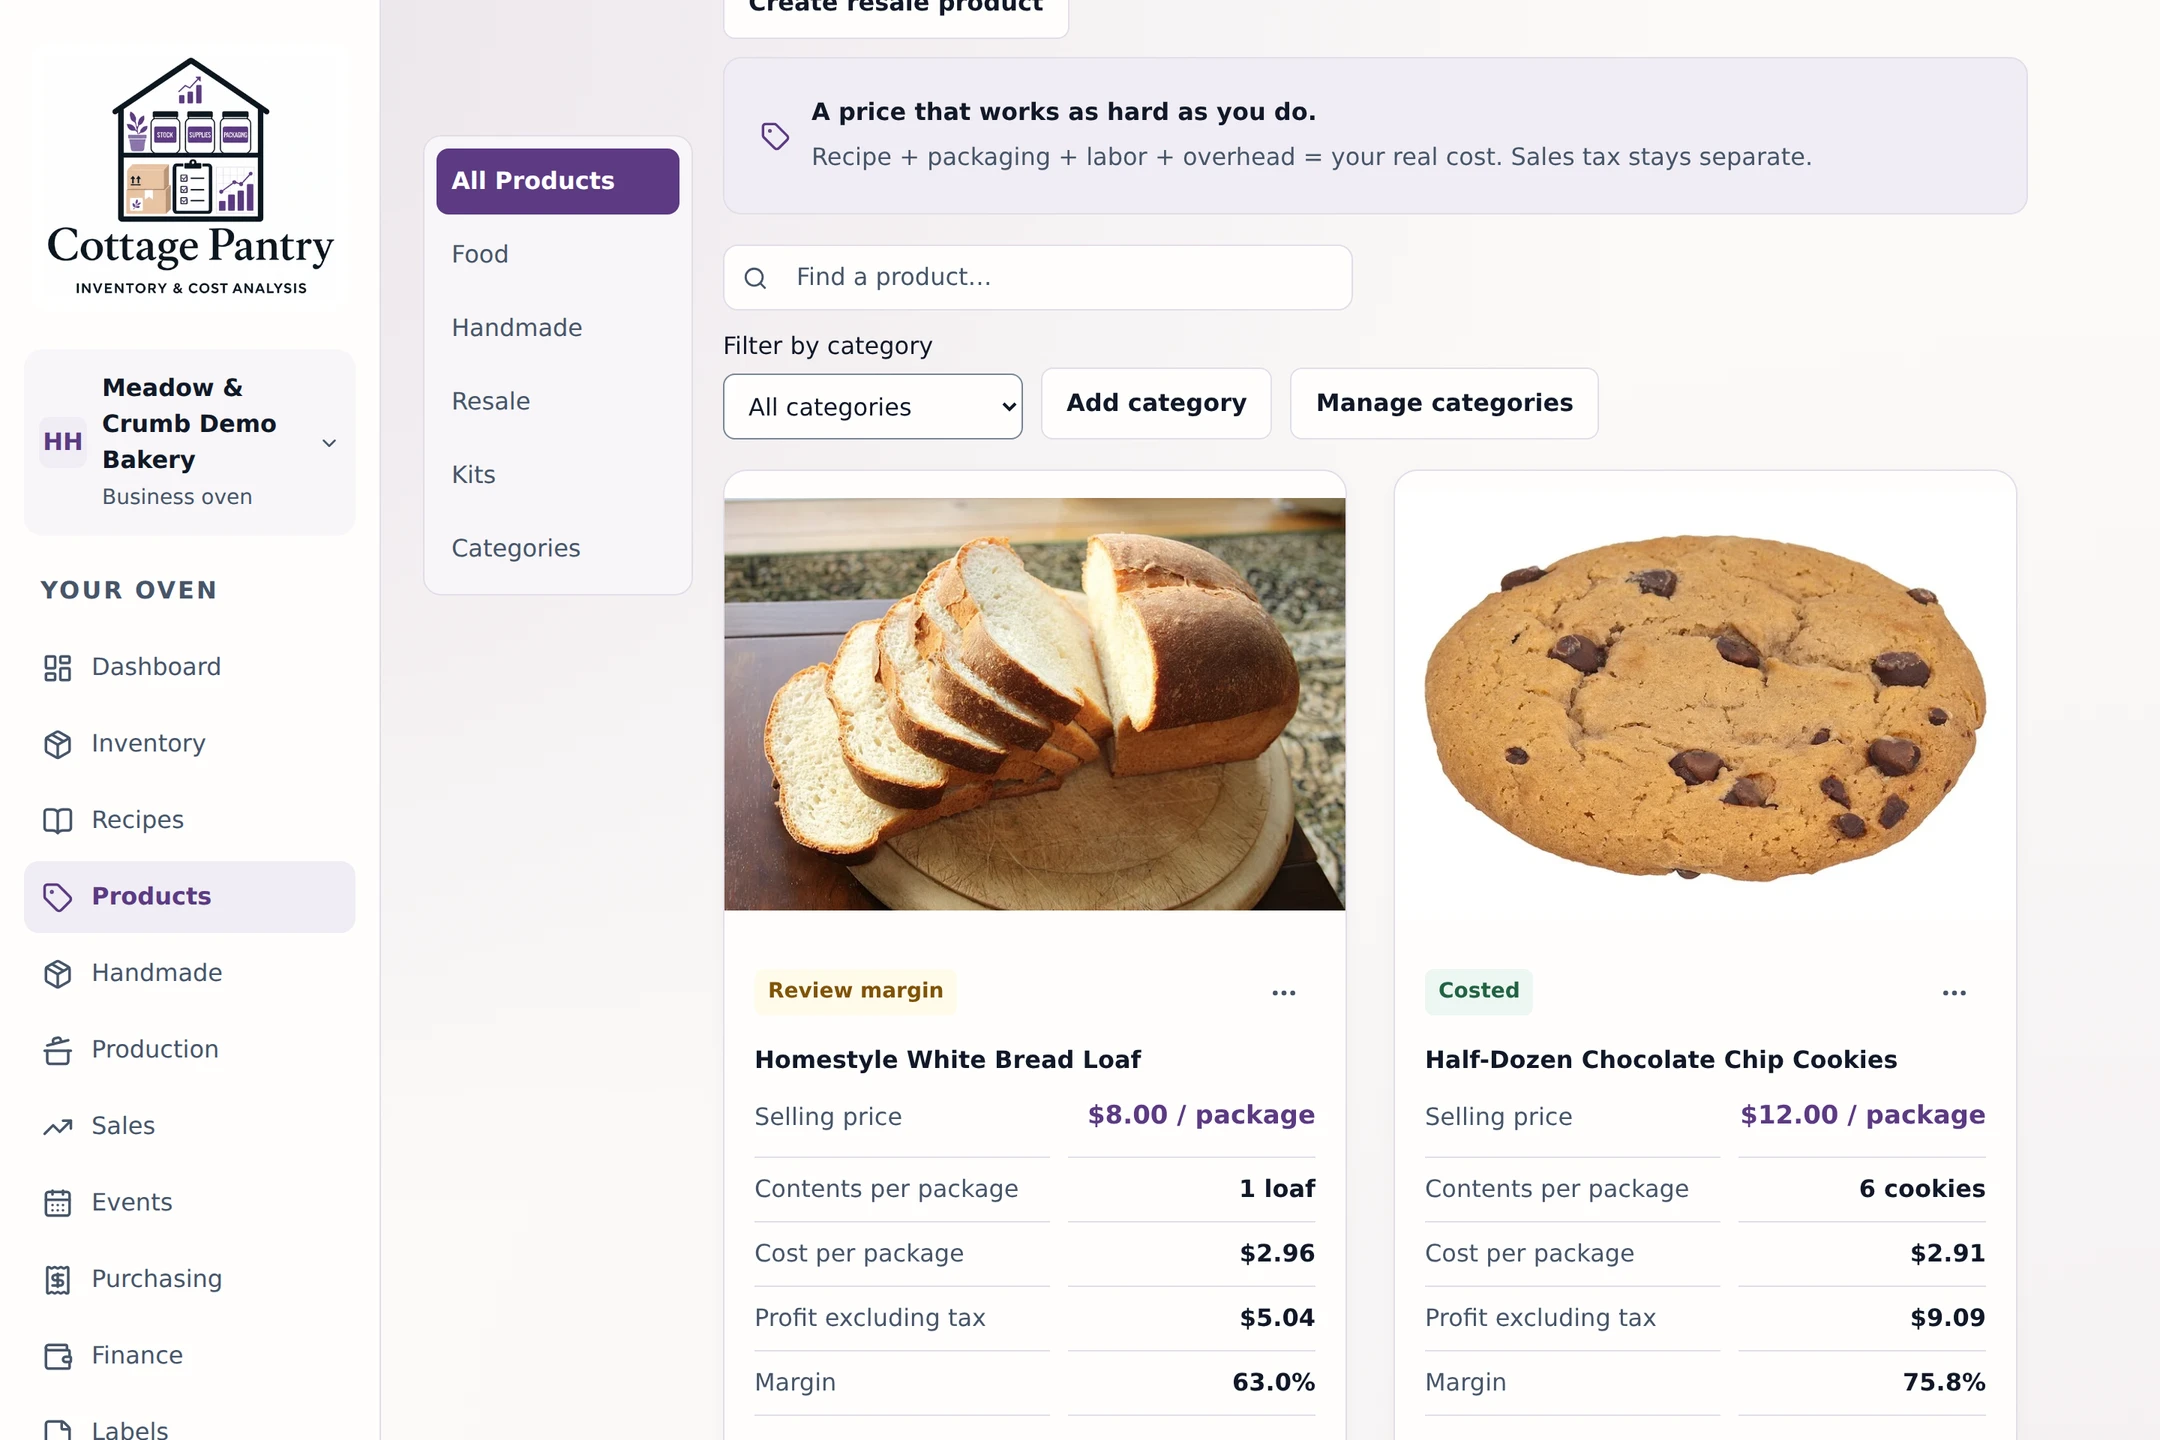 Create resale product
STOCK
SUPPLIES
PACKAGING
Cottage Pantry
INVENTORY & COST ANALYSIS
HH
Meadow &
Crumb Demo
Bakery
Business oven
YOUR OVEN
Dashboard
Inventory
Recipes
Products
Handmade
Production
Sales
Events
Purchasing
Finance
Labels
All Products
Food
Handmade
Resale
Kits
Categories
A price that works as hard as you do.
Recipe + packaging + labor + overhead = your real cost. Sales tax stays separate.
Find a product...
Filter by category
All categories
Add category
Manage categories
Review margin
Homestyle White Bread Loaf
Selling price $8.00 / package
Contents per package 1 loaf
Cost per package $2.96
Profit excluding tax $5.04
Margin 63.0%
Costed
Half-Dozen Chocolate Chip Cookies
Selling price $12.00 / package
Contents per package 6 cookies
Cost per package $2.91
Profit excluding tax $9.09
Margin 75.8%